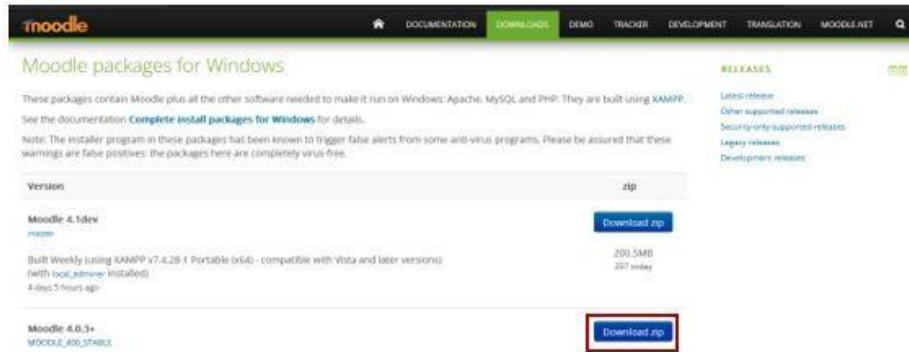 moodle
DOCUMENTATION DOWNLOADS DEMO TRACKER DEVELOPMENT TRANSLATION MOODLE.NET
Moodle packages for Windows
These packages contain Moodle plus all the other software needed to make it run on Windows: Apache, MySQL and PHP. They are built using XAMPP.
See the documentation Complete install packages for Windows for details.
Note: The installer program in these packages has been known to trigger false alerts from some anti-virus programs. Please be assured that these
warnings are false positives: the packages here are completely virus-free.
RELEASES
Latest release
Other supported releases
Security-only-supported releases
Legacy releases
Development releases
Version zip
Moodle 4.1dev Download zip
master
Built Weekly (using XAMPP v7.4.28-1 Portable (x64) - compatible with Vista and later versions) 200.5MB
(with local_adminer installed) 297 today
4 days 5 hours ago
Moodle 4.0.3+ Download zip
MOODLE_400_STABLE